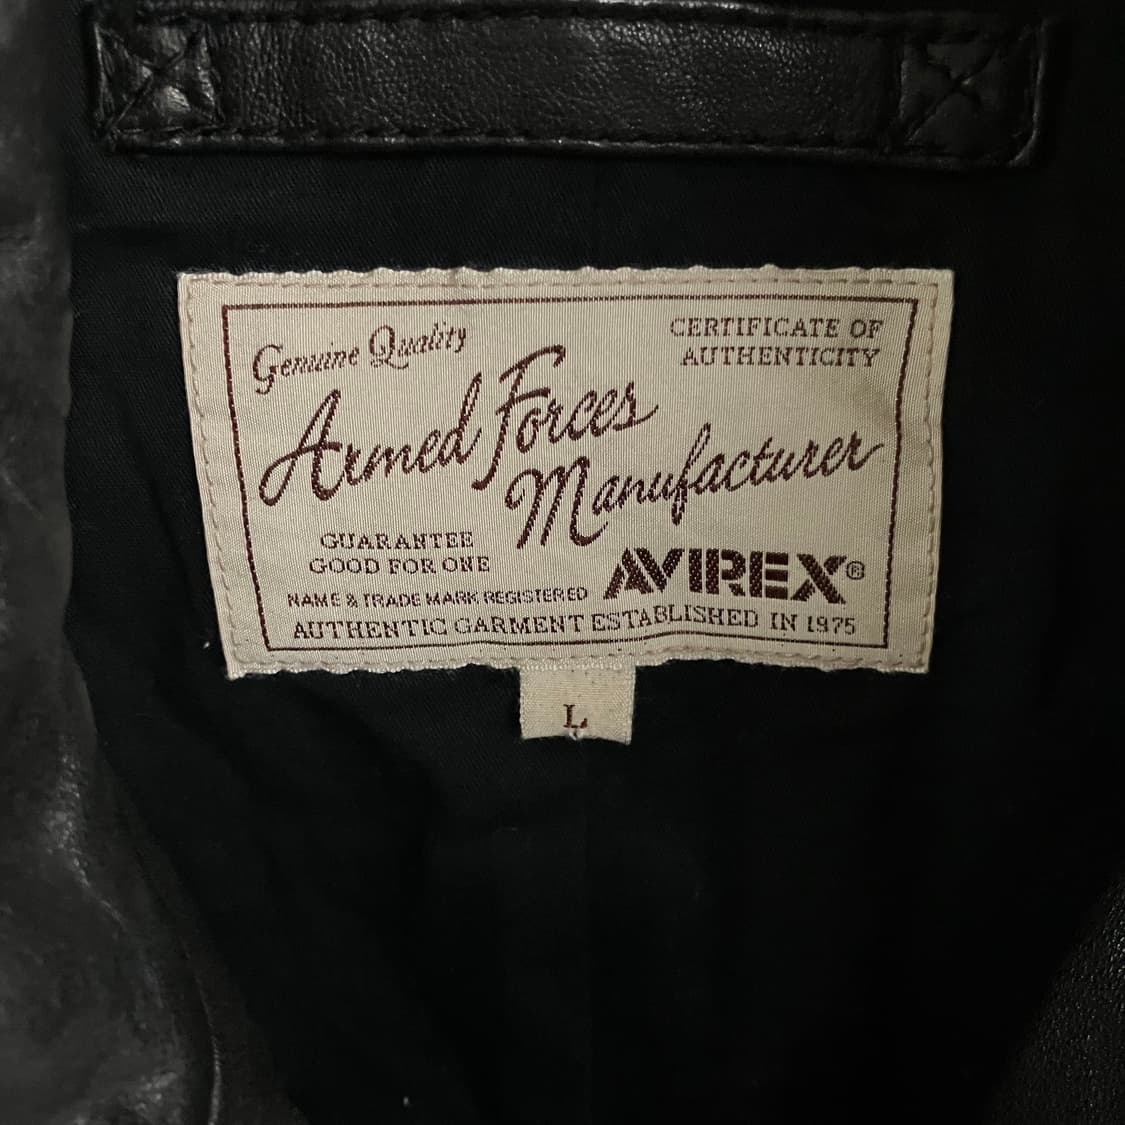 Genuine Quality
CERTIFICATE OF
AUTHENTICITY
Armed Forces
Manufacturer
GUARANTEE
GOOD FOR ONE
NAME & TRADE MARK REGISTERED
AVIREX®
AUTHENTIC GARMENT ESTABLISHED IN 1975
L